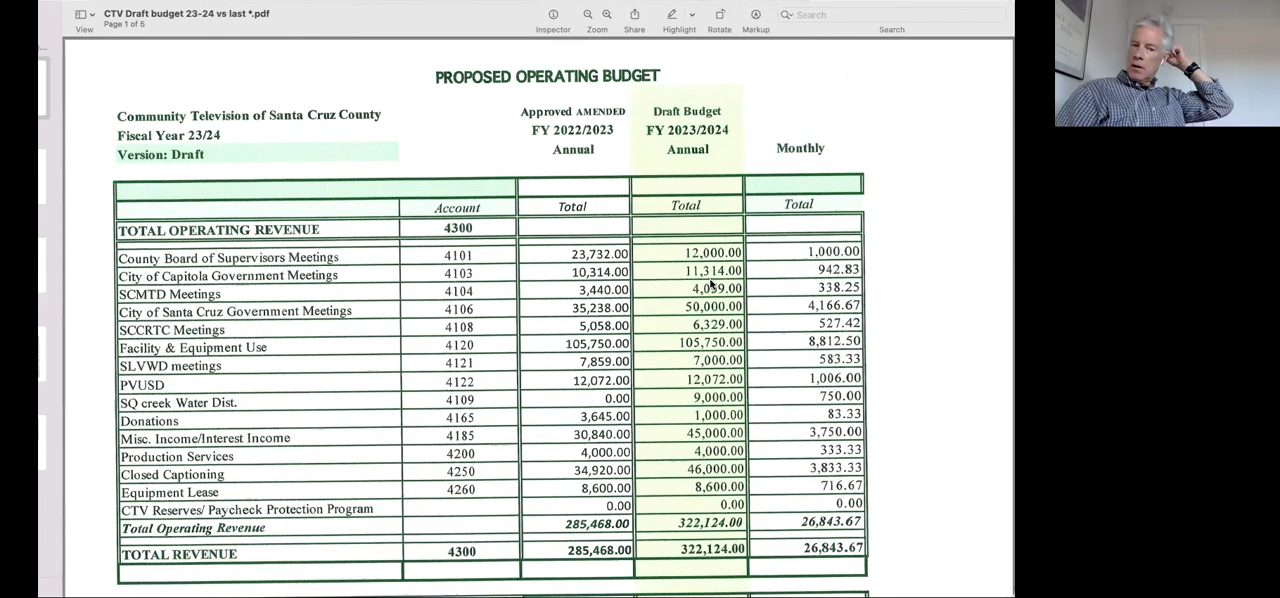 CTV Draft budget 23-24 vs last *.pdf
Page 1 of 5
View
Inspector
Zoom
Share
Highlight
Rotate
Markup
Search
Search
PROPOSED OPERATING BUDGET
Community Television of Santa Cruz County
Fiscal Year 23/24
Version: Draft
Approved AMENDED
FY 2022/2023
Annual
Draft Budget
FY 2023/2024
Annual
Monthly
Account Total Total Total
TOTAL OPERATING REVENUE 4300
County Board of Supervisors Meetings 4101 23,732.00 12,000.00 1,000.00
City of Capitola Government Meetings 4103 10,314.00 11,314.00 942.83
SCMTD Meetings 4104 3,440.00 4,059.00 338.25
City of Santa Cruz Government Meetings 4106 35,238.00 50,000.00 4,166.67
SCCRTC Meetings 4108 5,058.00 6,329.00 527.42
Facility & Equipment Use 4120 105,750.00 105,750.00 8,812.50
SLVWD meetings 4121 7,859.00 7,000.00 583.33
PVUSD 4122 12,072.00 12,072.00 1,006.00
SQ creek Water Dist. 4109 0.00 9,000.00 750.00
Donations 4165 3,645.00 1,000.00 83.33
Misc. Income/Interest Income 4185 30,840.00 45,000.00 3,750.00
Production Services 4200 4,000.00 4,000.00 333.33
Closed Captioning 4250 34,920.00 46,000.00 3,833.33
Equipment Lease 4260 8,600.00 8,600.00 716.67
CTV Reserves/ Paycheck Protection Program 0.00 0.00 0.00
Total Operating Revenue 285,468.00 322,124.00 26,843.67
TOTAL REVENUE 4300 285,468.00 322,124.00 26,843.67